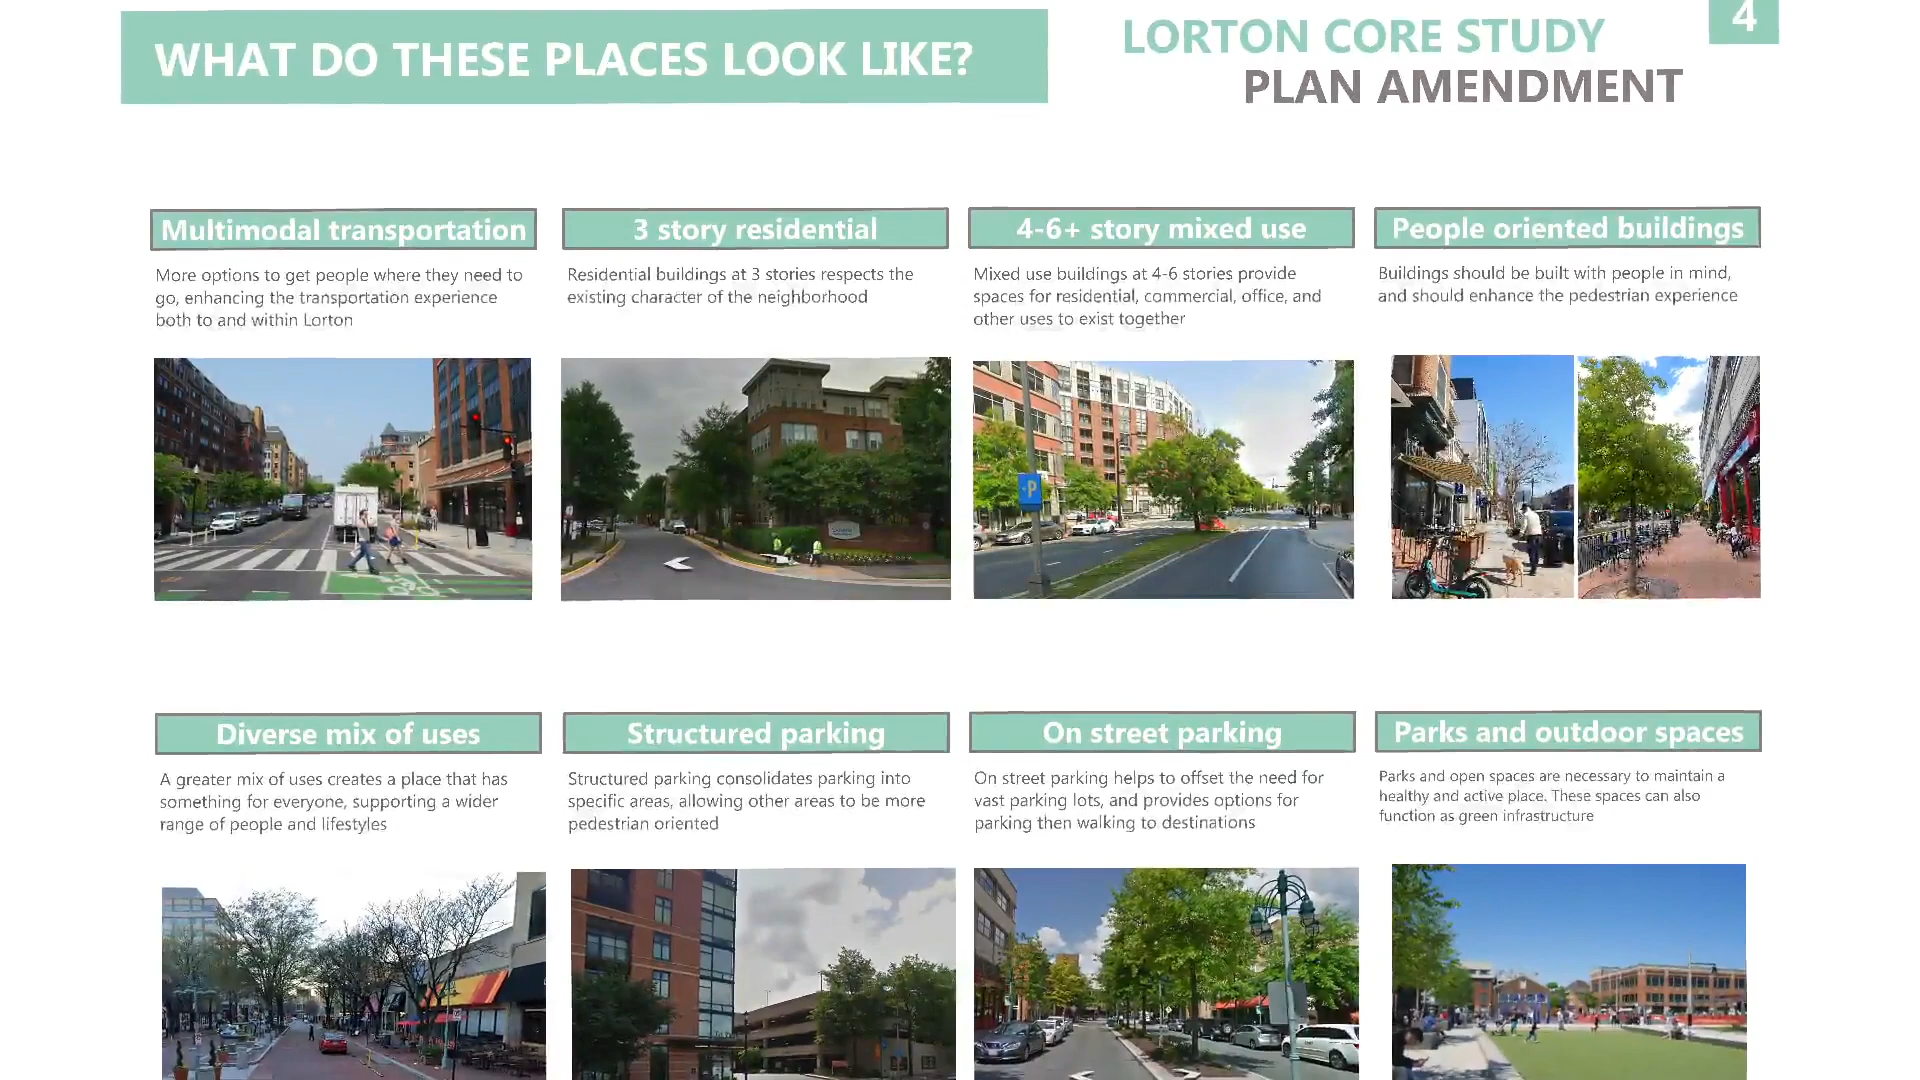 WHAT DO THESE PLACES LOOK LIKE?
LORTON CORE STUDY
PLAN AMENDMENT
4
Multimodal transportation
More options to get people where they need to
go, enhancing the transportation experience
both to and within Lorton
3 story residential
Residential buildings at 3 stories respects the
existing character of the neighborhood
4-6+ story mixed use
Mixed use buildings at 4-6 stories provide
spaces for residential, commercial, office, and
other uses to exist together
People oriented buildings
Buildings should be built with people in mind,
and should enhance the pedestrian experience
P
Diverse mix of uses
A greater mix of uses creates a place that has
something for everyone, supporting a wider
range of people and lifestyles
Structured parking
Structured parking consolidates parking into
specific areas, allowing other areas to be more
pedestrian oriented
On street parking
On street parking helps to offset the need for
vast parking lots, and provides options for
parking then walking to destinations
Parks and outdoor spaces
Parks and open spaces are necessary to maintain a
healthy and active place. These spaces can also
function as green infrastructure